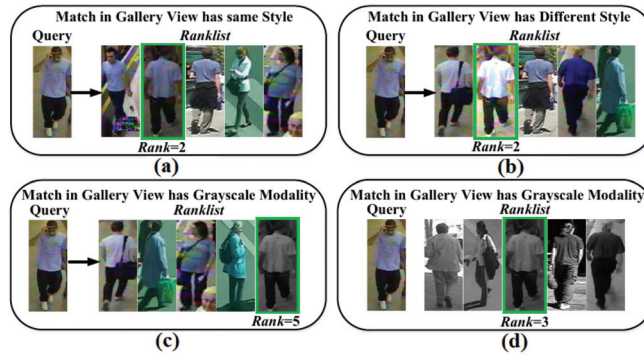 Match in Gallery View has same Style
Query
Ranklist
Rank=2
(a)
Match in Gallery View has Different Style
Query
Ranklist
Rank=2
(b)
Match in Gallery View has Grayscale Modality
Query
Ranklist
Rank=5
(c)
Match in Gallery View has Grayscale Modality
Query
Ranklist
Rank=3
(d)